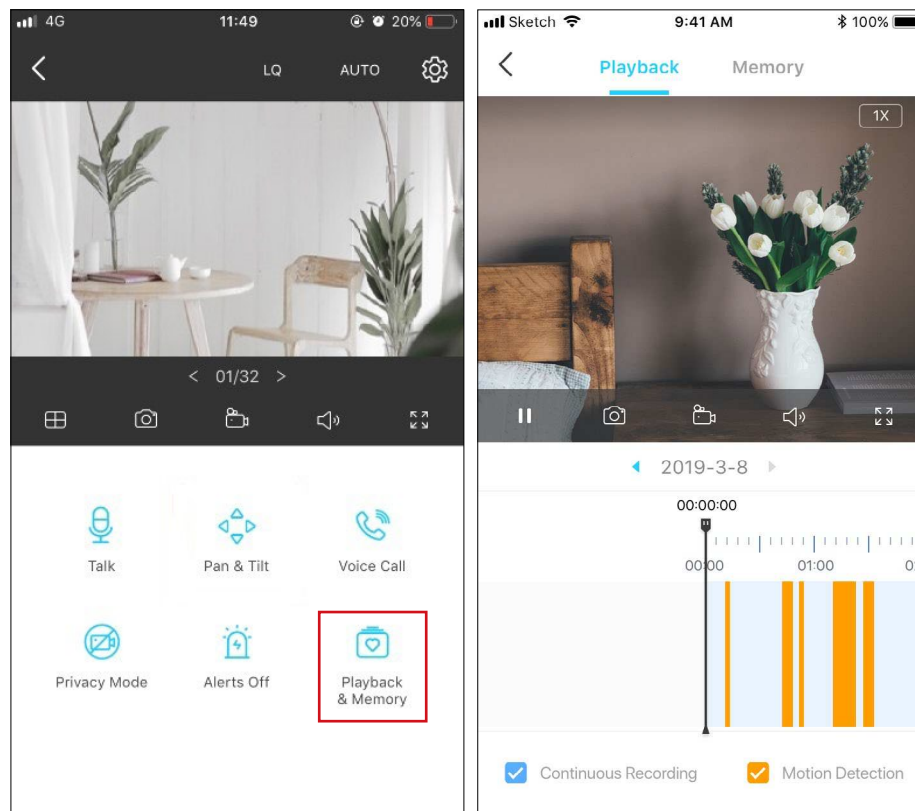 4G 11:49 20%
LQ AUTO
< 01/32 >
Talk
Pan & Tilt
Voice Call
Privacy Mode
Alerts Off
Playback
& Memory
Sketch 9:41 AM 100%
Playback Memory
1X
2019-3-8
00:00:00
00:00 01:00
Continuous Recording
Motion Detection